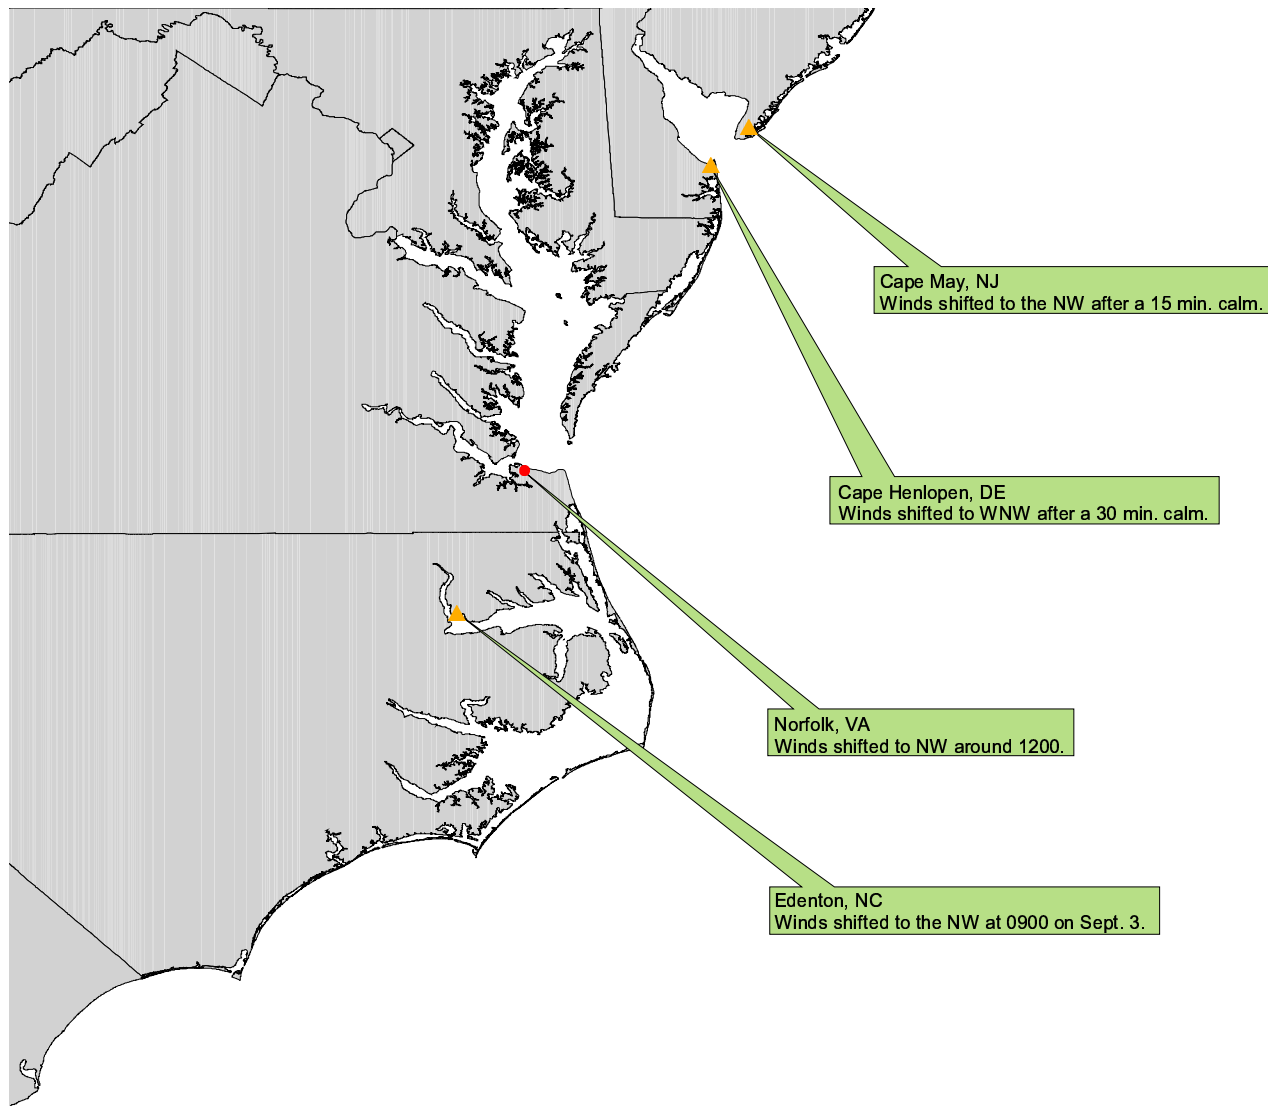 Cape May, NJ
Winds shifted to the NW after a 15 min. calm.
Cape Henlopen, DE
Winds shifted to WNW after a 30 min. calm.
Norfolk, VA
Winds shifted to NW around 1200.
Edenton, NC
Winds shifted to the NW at 0900 on Sept. 3.